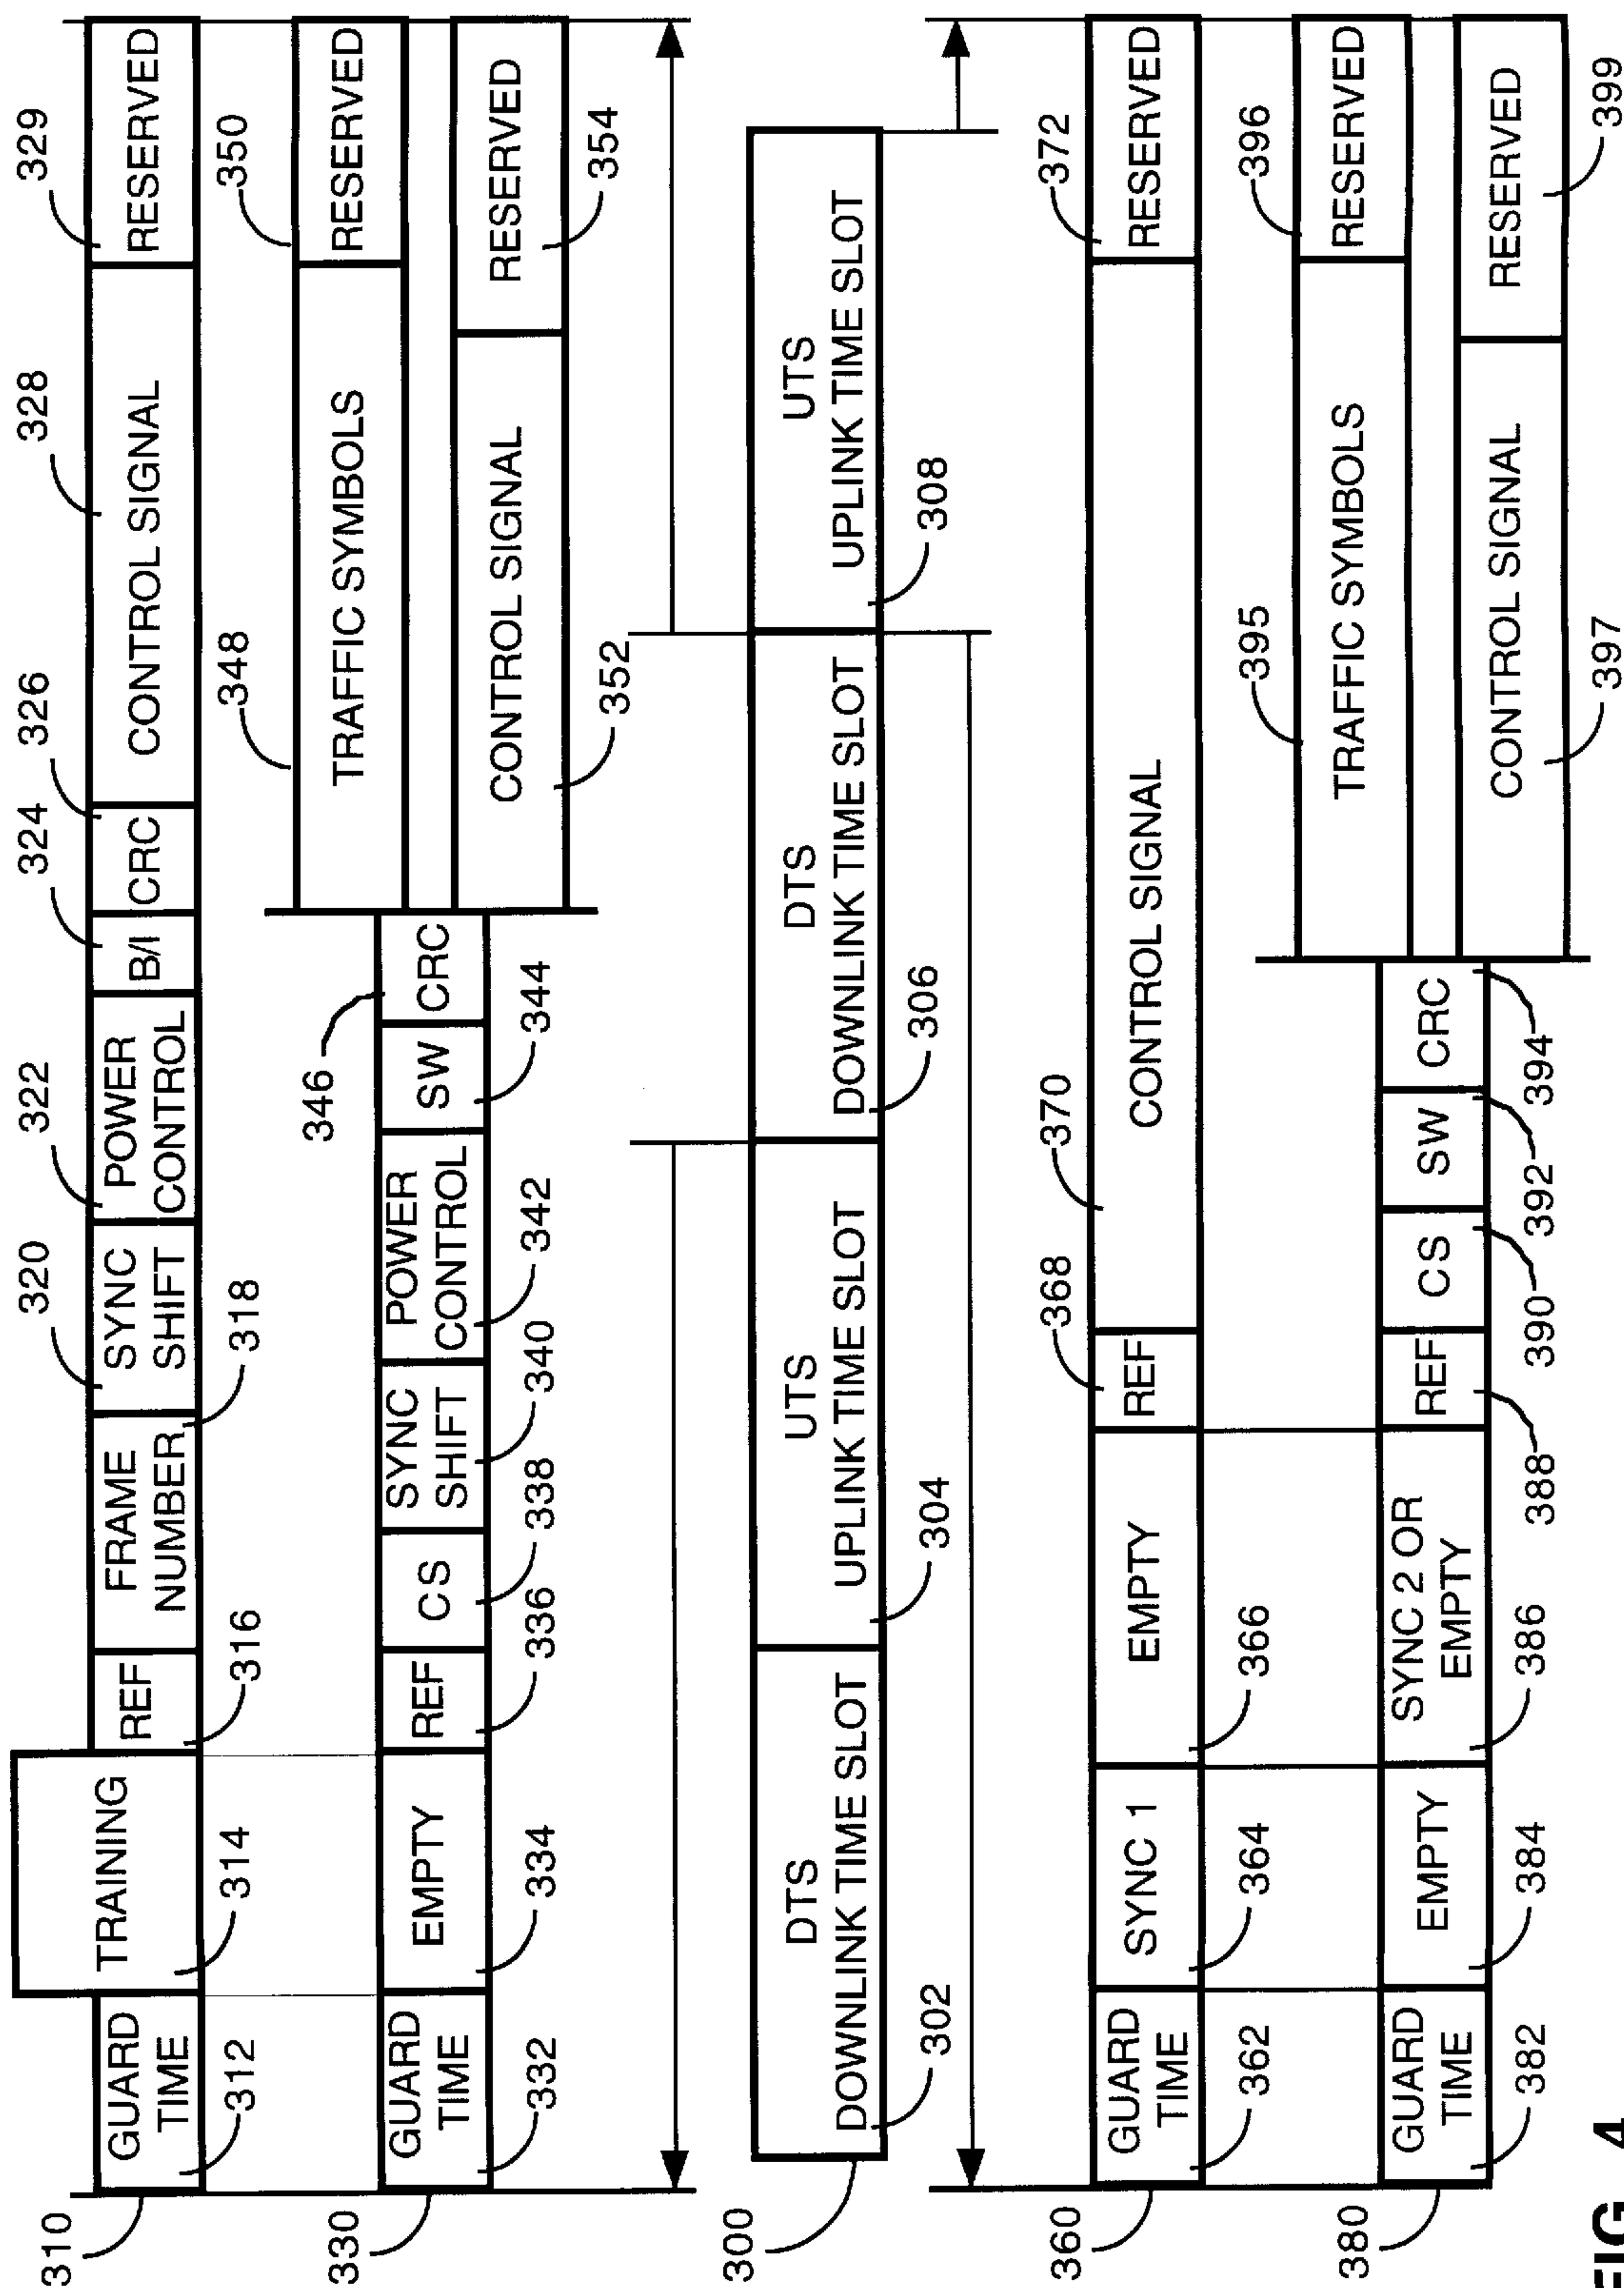 310
GUARD
TIME
312
TRAINING
314
REF
316
FRAME
NUMBER
318
SYNC
SHIFT
320
POWER
CONTROL
322
B/I
324
CRC
326
CONTROL SIGNAL
328
RESERVED
329
330
GUARD
TIME
332
EMPTY
334
REF
336
CS
338
SYNC
SHIFT
340
POWER
CONTROL
342
SW
344
CRC
346
TRAFFIC SYMBOLS
348
RESERVED
350
CONTROL SIGNAL
352
RESERVED
354
300
DTS
DOWNLINK TIME SLOT
302
UTS
UPLINK TIME SLOT
304
DTS
DOWNLINK TIME SLOT
306
UTS
UPLINK TIME SLOT
308
360
GUARD
TIME
362
SYNC 1
364
EMPTY
366
REF
368
CONTROL SIGNAL
370
RESERVED
372
380
GUARD
TIME
382
EMPTY
384
SYNC 2 OR
EMPTY
386
REF
388
CS
390
SW
392
CRC
394
TRAFFIC SYMBOLS
395
RESERVED
396
CONTROL SIGNAL
397
RESERVED
399
FIG. 4